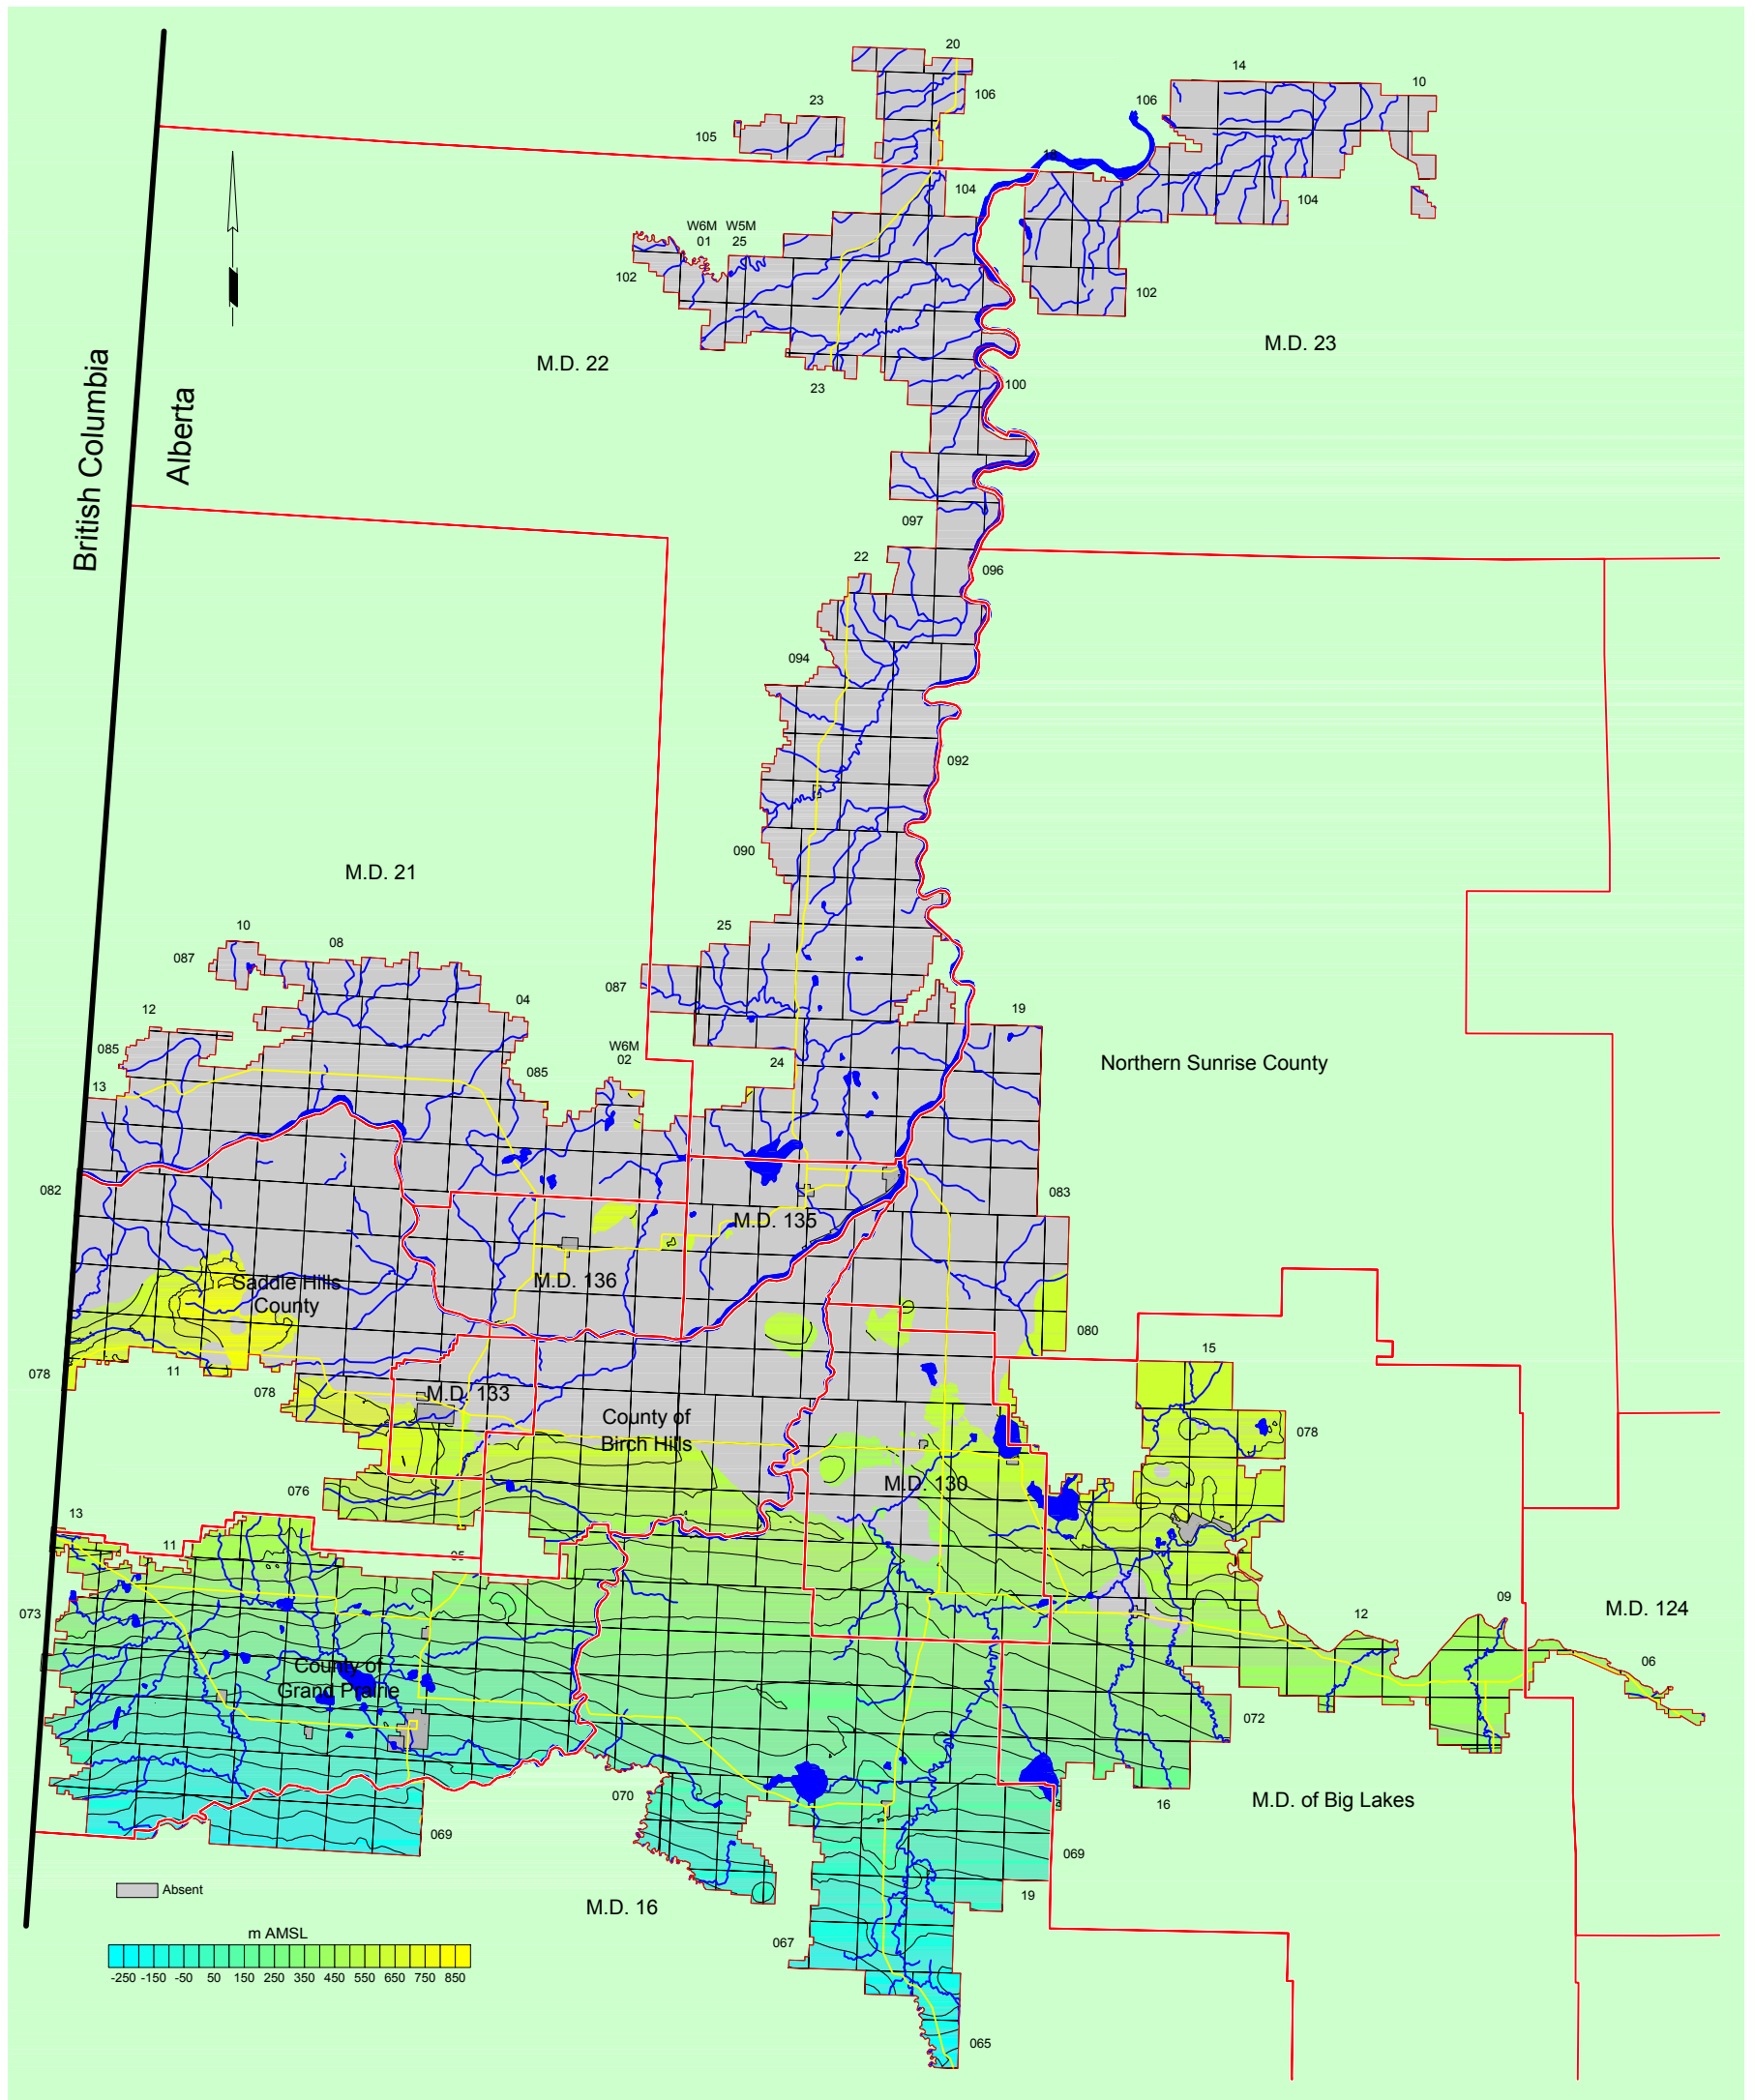 20
14
10
23
106
106
105
18
104
104
W6M W5M
01 25
102
102
M.D. 23
M.D. 22
23
100
British Columbia
Alberta
097
22
096
094
092
090
M.D. 21
10
08
25
087
087
04
12
19
W6M
02
24
085
085
13
Northern Sunrise County
082
083
M.D. 135
Saddle Hills
County
M.D. 136
080
15
078
11
078
M.D. 133
County of
Birch Hills
078
M.D. 130
076
13
11
05
09
073
12
M.D. 124
County of
Grand Prairie
06
072
070
16
M.D. of Big Lakes
069
069
Absent
19
M.D. 16
m AMSL
067
-250 -150 -50 50 150 250 350 450 550 650 750 850
065